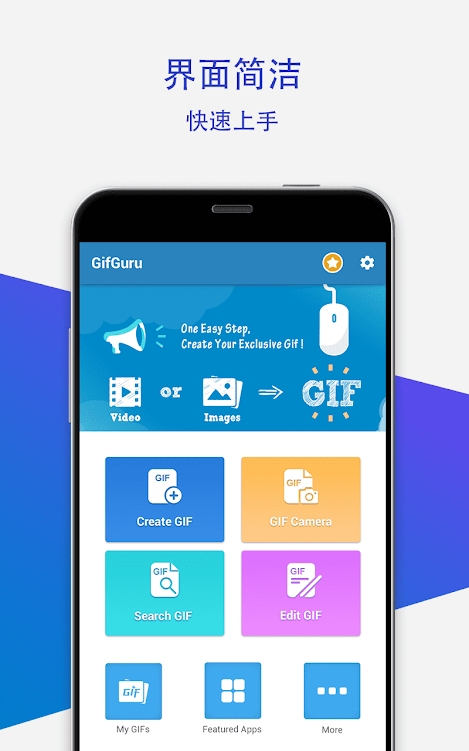 界面简洁
快速上手
GifGuru
One Easy Step,
Create Your Exclusive Gif !
Video or Images GIF
GIF
Create GIF
GIF
GIF Camera
GIF
Search GIF
GIF
Edit GIF
GIF
My GIFs
Featured Apps
More